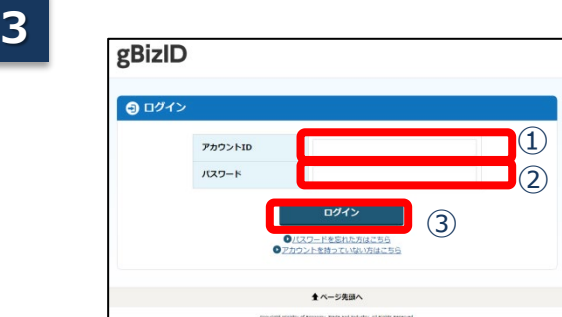 3
gBizID
ログイン
アカウントID
①
パスワード
②
ログイン
③
パスワードを忘れた方はこちら
アカウントを持っていない方はこちら
ページ先頭へ